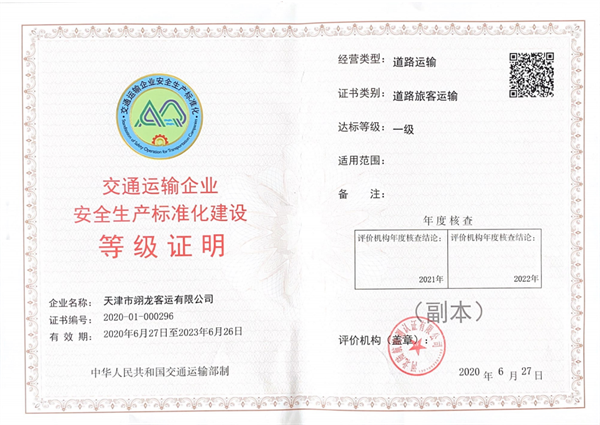 交通运输企业安全生产标准化
交通运输企业
安全生产标准化建设
等级证明
企业名称: 天津市翊龙客运有限公司
证书编号: 2020-01-000296
有 效 期: 2020年6月27日至2023年6月26日
中华人民共和国交通运输部制
经营类型: 道路运输
证书类别: 道路旅客运输
达标等级: 一级
适用范围:
备 注:
年度核查
评价机构年度核查结论: 评价机构年度核查结论:
2021年 2022年
(副本)
评价机构(盖章):
2020 年 6 月 27 日